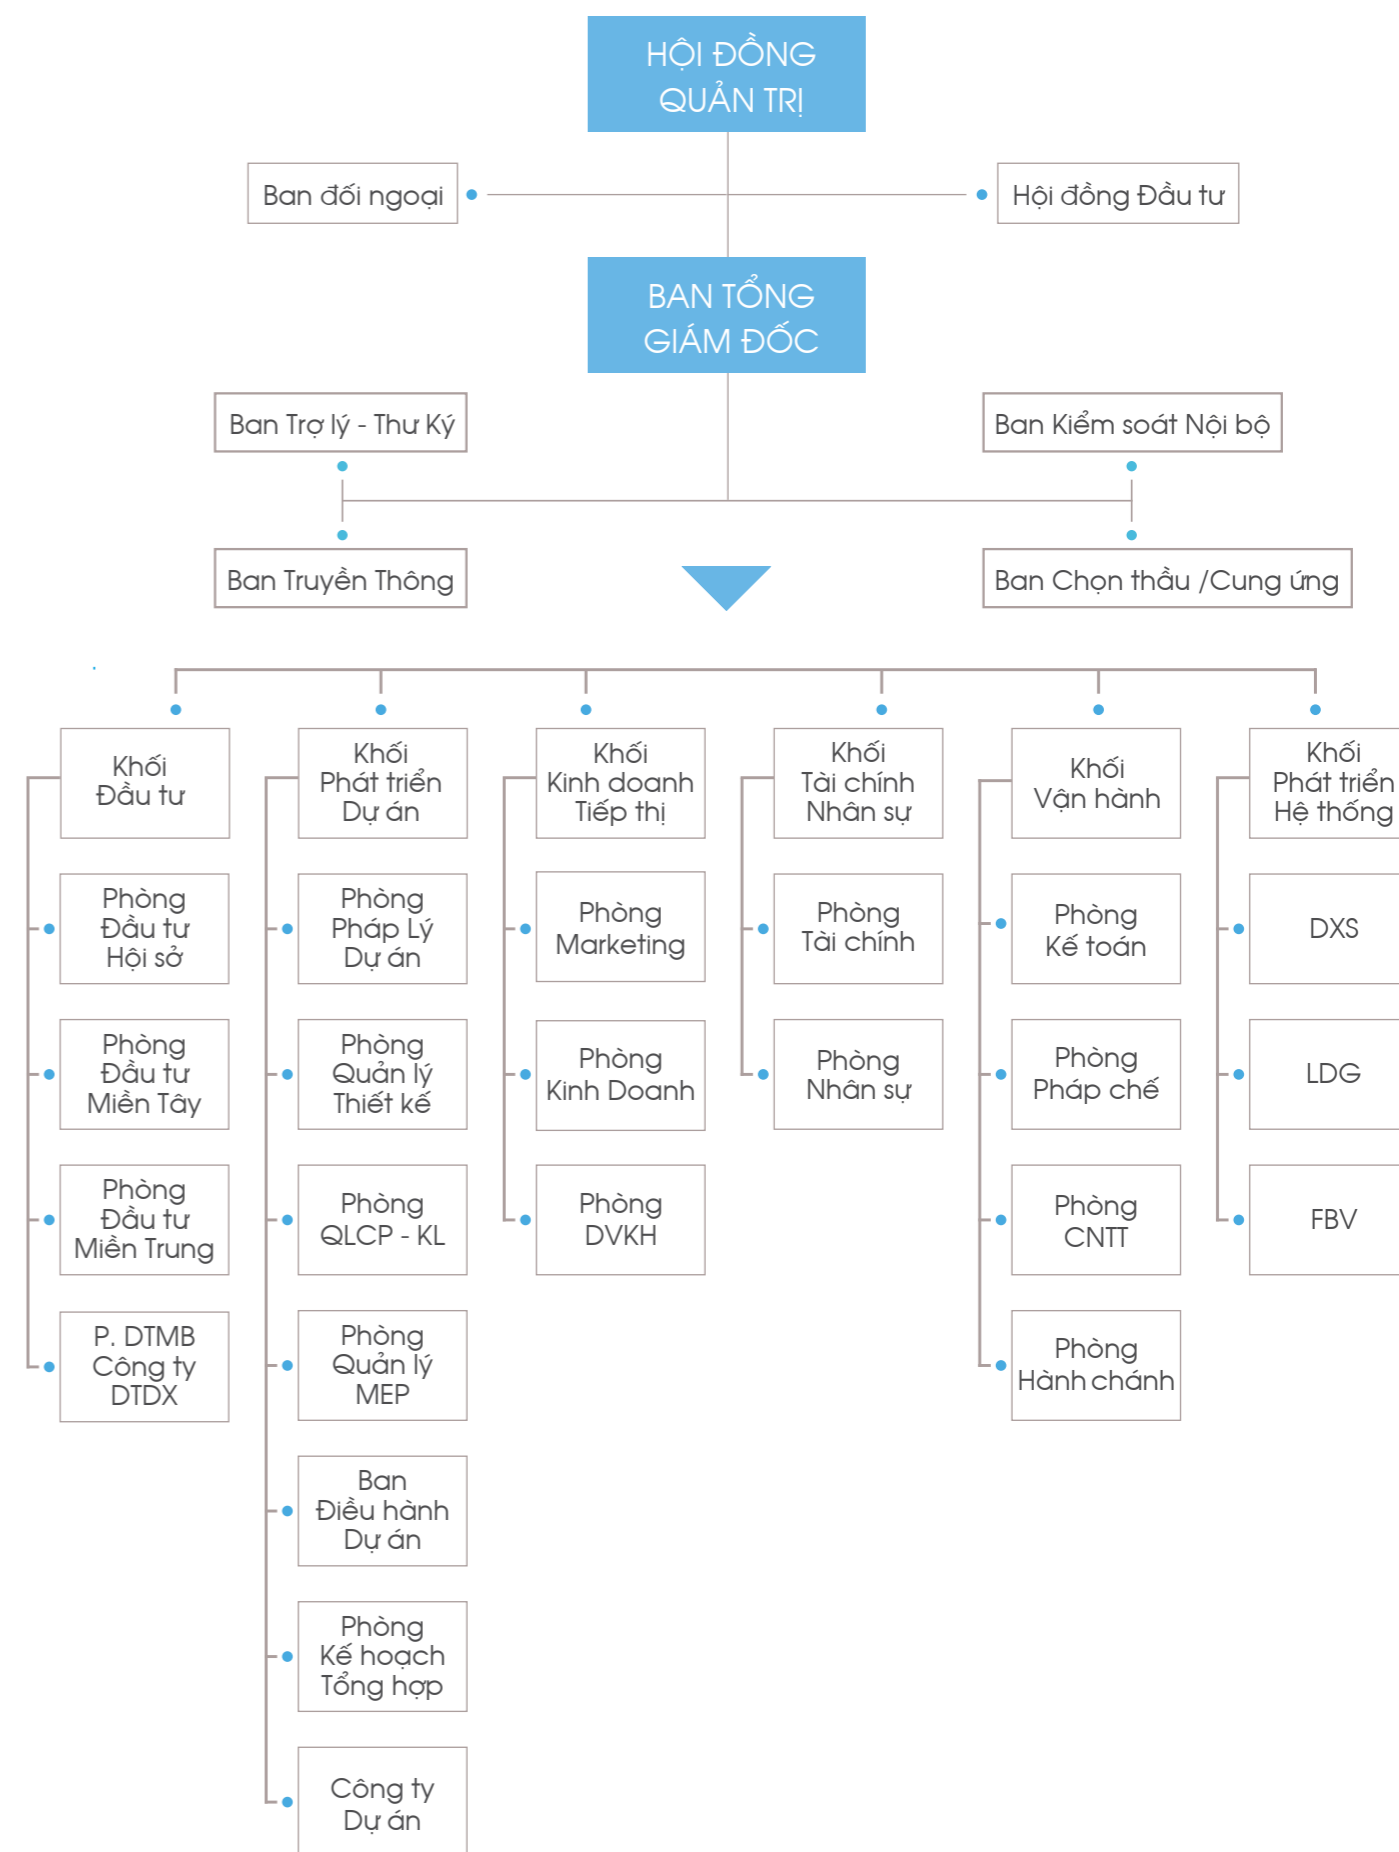 HỘI ĐỒNG
QUẢN TRỊ
Ban đối ngoại
Hội đồng Đầu tư
BAN TỔNG
GIÁM ĐỐC
Ban Trợ lý - Thư Ký
Ban Kiểm soát Nội bộ
Ban Truyền Thông
Ban Chọn thầu /Cung ứng
Khối
Đầu tư
Phòng
Đầu tư
Hội sở
Phòng
Đầu tư
Miền Tây
Phòng
Đầu tư
Miền Trung
P. DTMB
Công ty
DTDX
Khối
Phát triển
Dự án
Phòng
Pháp Lý
Dự án
Phòng
Quản lý
Thiết kế
Phòng
QLCP - KL
Phòng
Quản lý
MEP
Ban
Điều hành
Dự án
Phòng
Kế hoạch
Tổng hợp
Công ty
Dự án
Khối
Kinh doanh
Tiếp thị
Phòng
Marketing
Phòng
Kinh Doanh
Phòng
DVKH
Khối
Tài chính
Nhân sự
Phòng
Tài chính
Phòng
Nhân sự
Khối
Vận hành
Phòng
Kế toán
Phòng
Pháp chế
Phòng
CNTT
Phòng
Hành chánh
Khối
Phát triển
Hệ thống
DXS
LDG
FBV